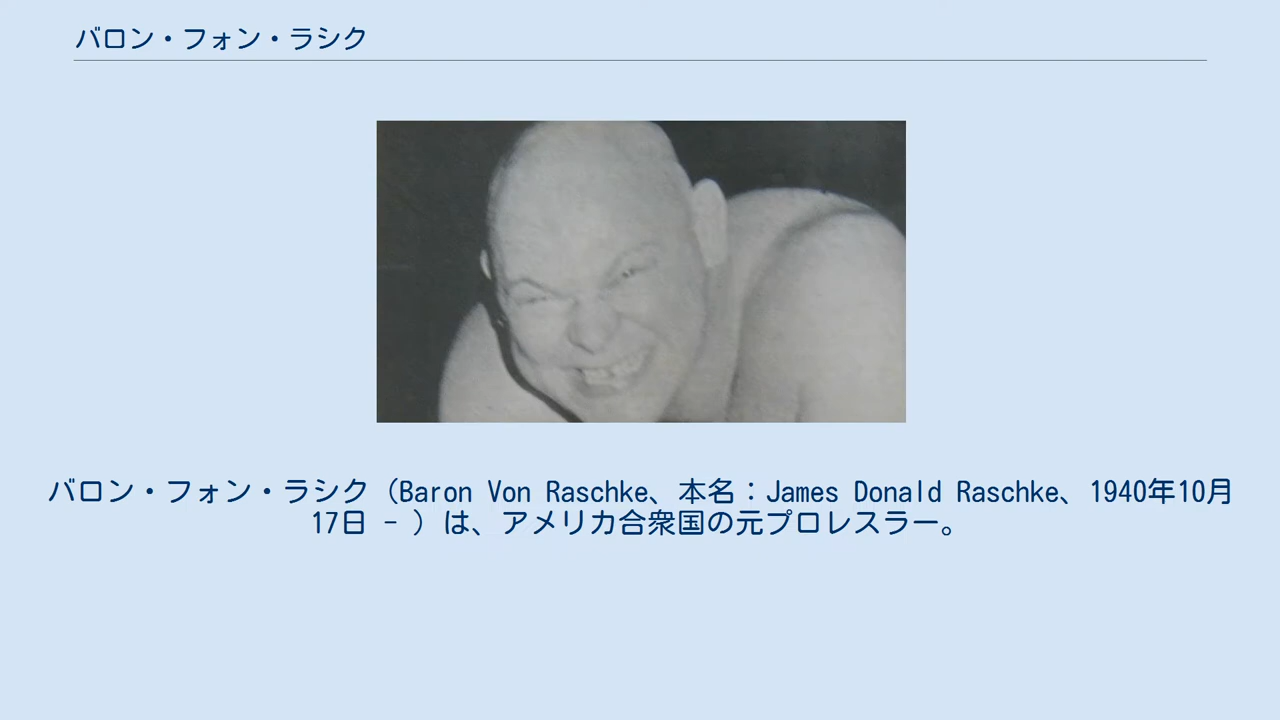 バロン・フォン・ラシク
バロン・フォン・ラシク（Baron Von Raschke、本名：James Donald Raschke、1940年10月
17日 - ）は、アメリカ合衆国の元プロレスラー。